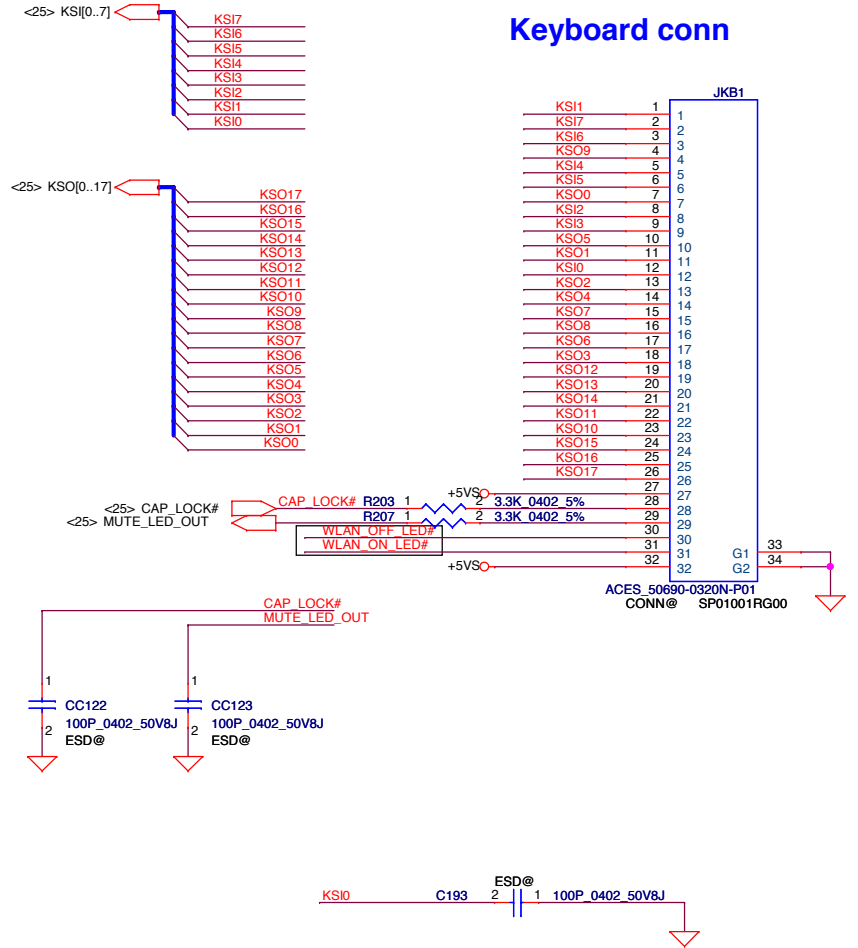 Keyboard conn
<25> KSI[0..7]
KSI7
KSI6
KSI5
KSI4
KSI3
KSI2
KSI1
KSI0
<25> KSO[0..17]
KSO17
KSO16
KSO15
KSO14
KSO13
KSO12
KSO11
KSO10
KSO9
KSO8
KSO7
KSO6
KSO5
KSO4
KSO3
KSO2
KSO1
KSO0
JKB1
KSI1 1 1
KSI7 2 2
KSI6 3 3
KSO9 4 4
KSI4 5 5
KSI5 6 6
KSO0 7 7
KSI2 8 8
KSI3 9 9
KSO5 10 10
KSO1 11 11
KSI0 12 12
KSO2 13 13
KSO4 14 14
KSO7 15 15
KSO8 16 16
KSO6 17 17
KSO3 18 18
KSO12 19 19
KSO13 20 20
KSO14 21 21
KSO11 22 22
KSO10 23 23
KSO15 24 24
KSO16 25 25
KSO17 26 26
+5VS 27 27
<25> CAP_LOCK# CAP_LOCK# R203 1 2 3.3K_0402_5% 28 28
<25> MUTE_LED_OUT R207 1 2 3.3K_0402_5% 29 29
WLAN_OFF_LED# 30 30
WLAN_ON_LED# 31 31 G1 33
+5VS 32 32 G2 34
ACES_50690-0320N-P01
CONN@ SP01001RG00
CAP_LOCK#
MUTE_LED_OUT
1 CC122 2
100P_0402_50V8J
ESD@
1 CC123 2
100P_0402_50V8J
ESD@
ESD@
KSI0 C193 2 1 100P_0402_50V8J